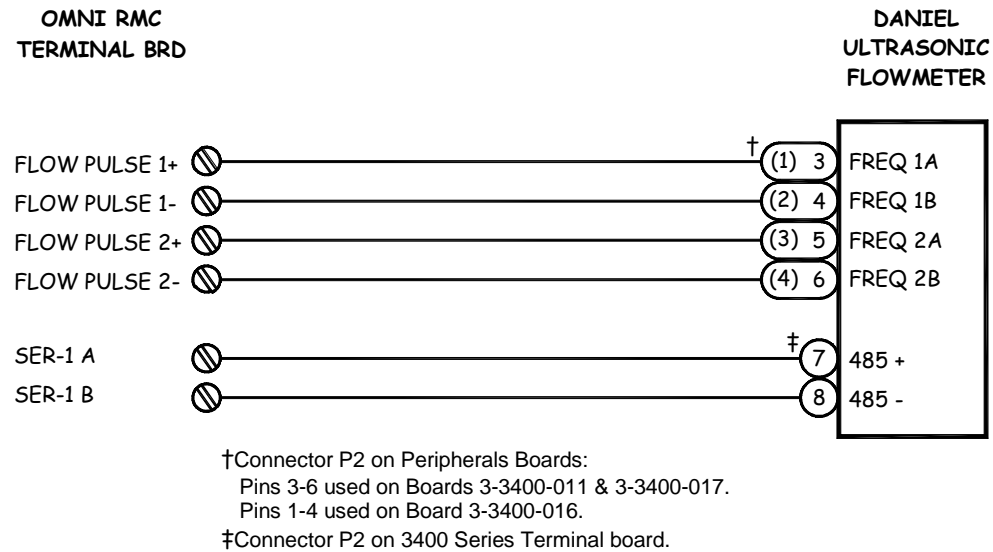 OMNI RMC
TERMINAL BRD
DANIEL
ULTRASONIC
FLOWMETER
FLOW PULSE 1+ † (1) 3 FREQ 1A
FLOW PULSE 1- (2) 4 FREQ 1B
FLOW PULSE 2+ (3) 5 FREQ 2A
FLOW PULSE 2- (4) 6 FREQ 2B
SER-1 A ‡ 7 485 +
SER-1 B 8 485 -
†Connector P2 on Peripherals Boards:
Pins 3-6 used on Boards 3-3400-011 & 3-3400-017.
Pins 1-4 used on Board 3-3400-016.
‡Connector P2 on 3400 Series Terminal board.